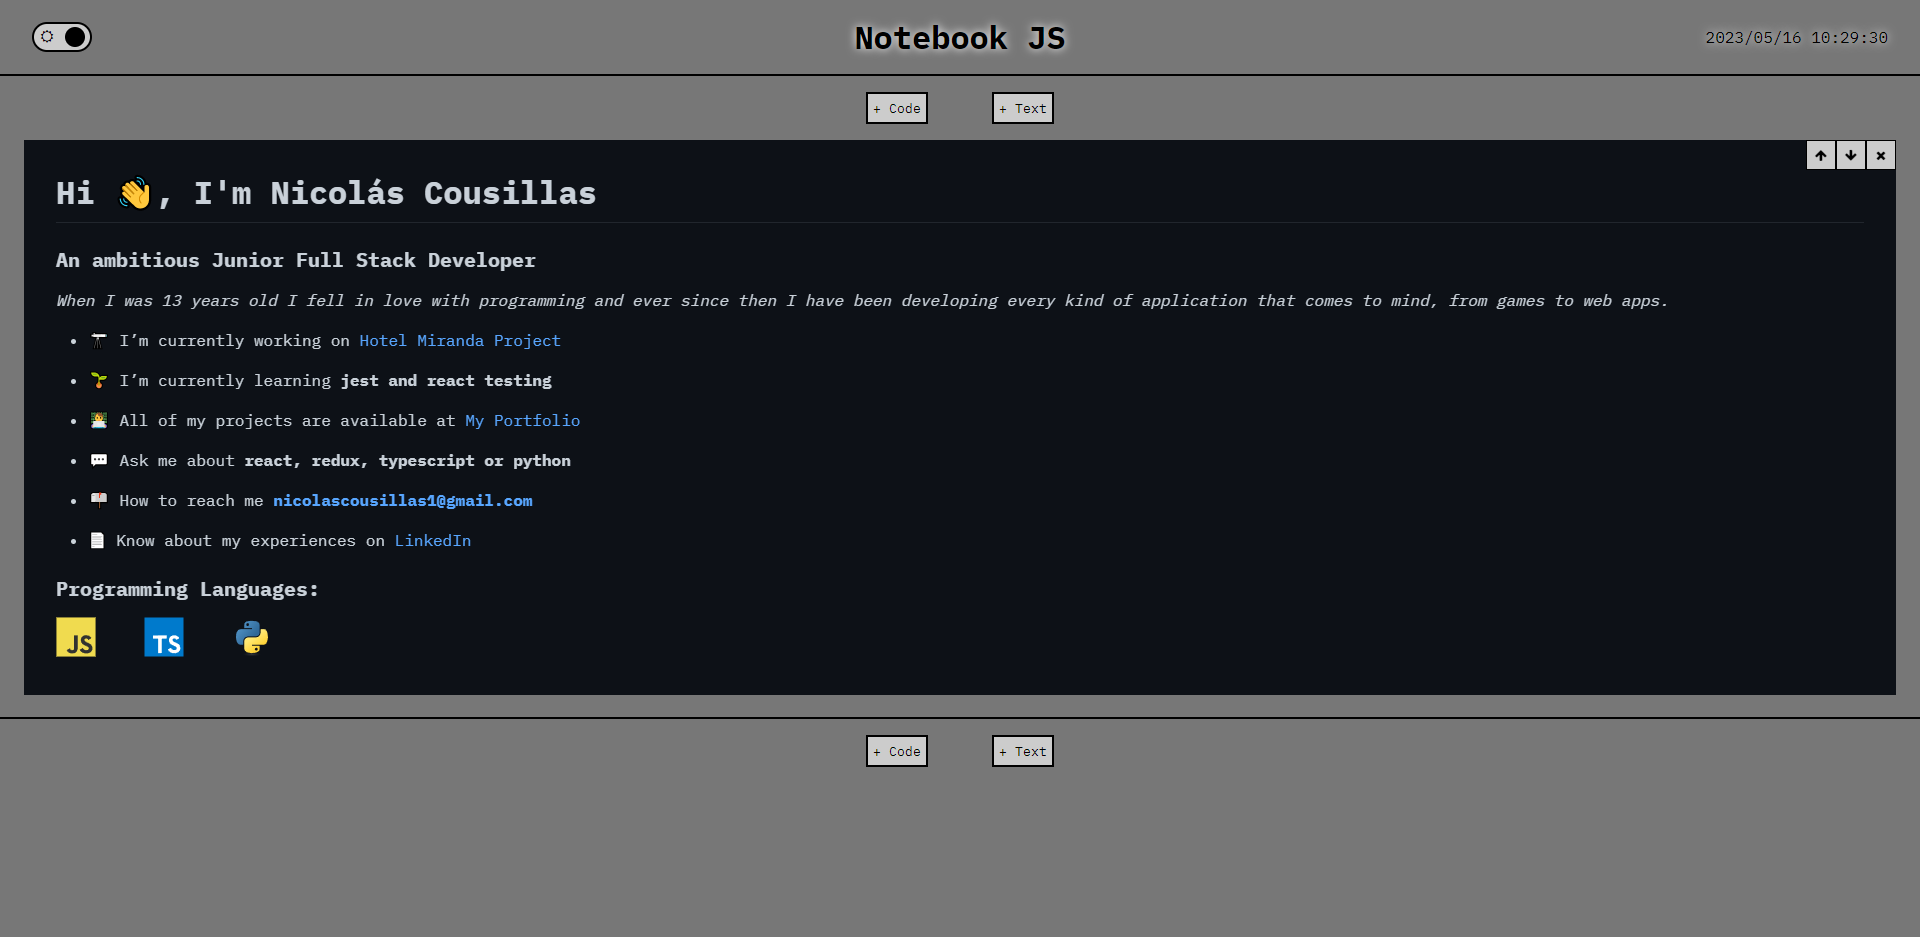 Notebook JS
2023/05/16 10:29:30
+ Code
+ Text
Hi 👋, I'm Nicolás Cousillas
An ambitious Junior Full Stack Developer
When I was 13 years old I fell in love with programming and ever since then I have been developing every kind of application that comes to mind, from games to web apps.
I’m currently working on Hotel Miranda Project
I’m currently learning jest and react testing
All of my projects are available at My Portfolio
Ask me about react, redux, typescript or python
How to reach me nicolascousillas1@gmail.com
Know about my experiences on LinkedIn
Programming Languages:
JS
TS
+ Code
+ Text